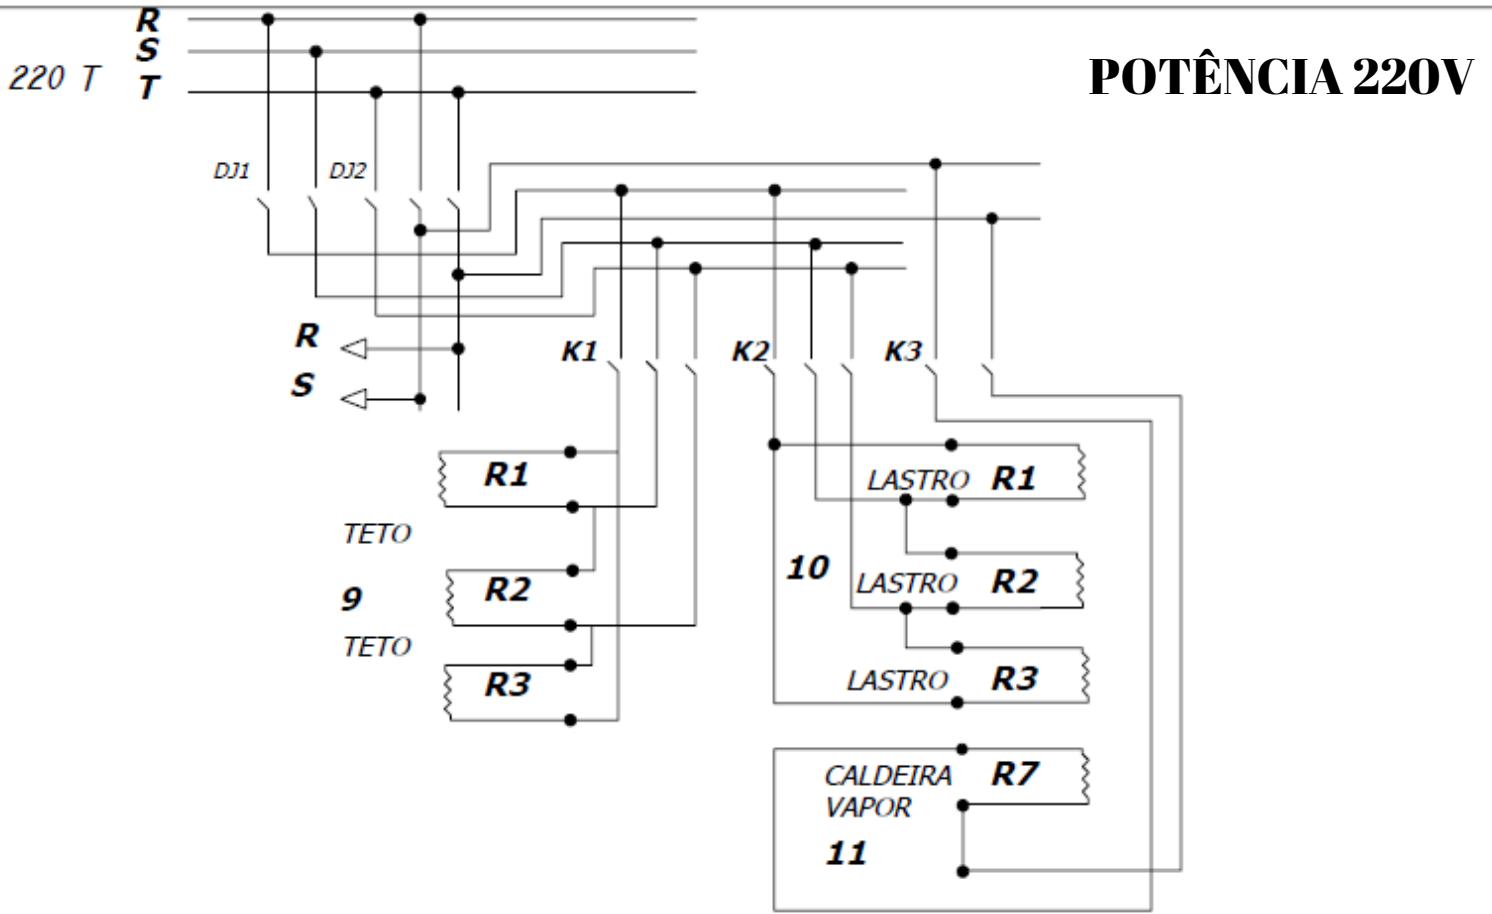 R
S
220 T T
POTÊNCIA 220V
DJ1 DJ2
R
K1 K2 K3
S
R1
LASTRO R1
TETO
10 LASTRO R2
R2
9
TETO
R3
LASTRO R3
CALDEIRA R7
VAPOR
11